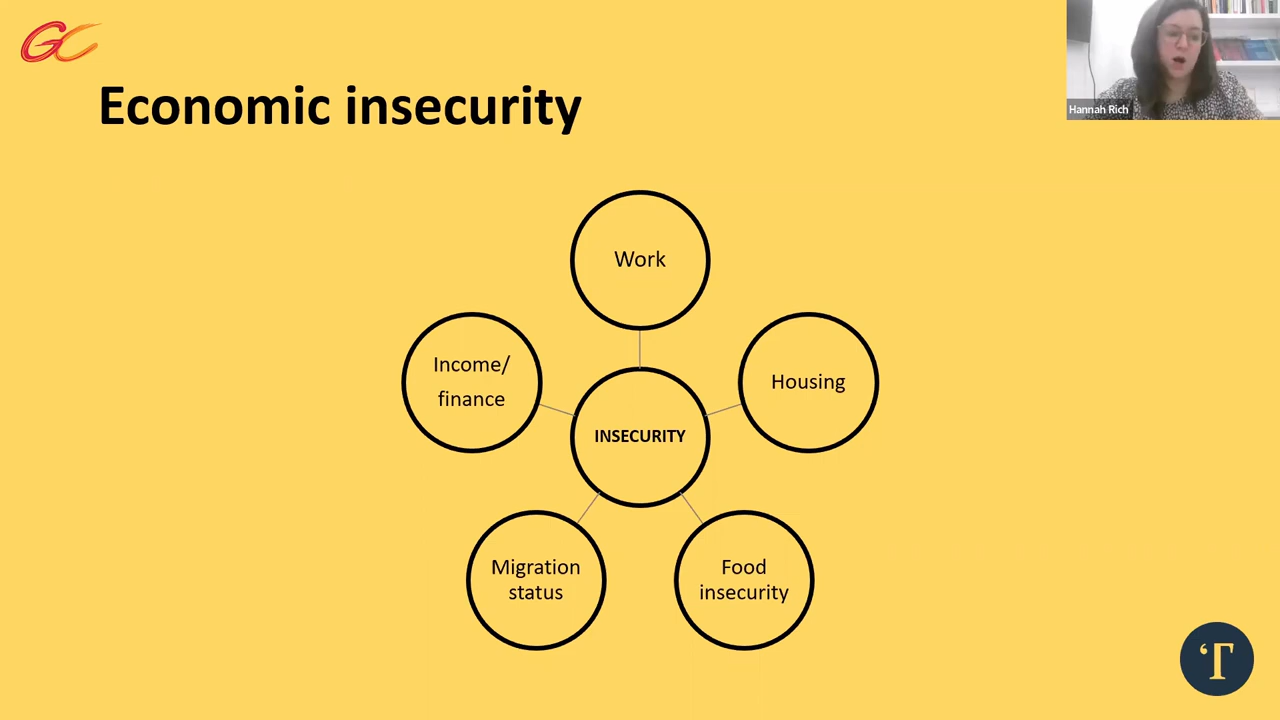 GC
Economic insecurity
Hannah Rich
Work
Income/
finance
Housing
INSECURITY
Migration
status
Food
insecurity
‘T